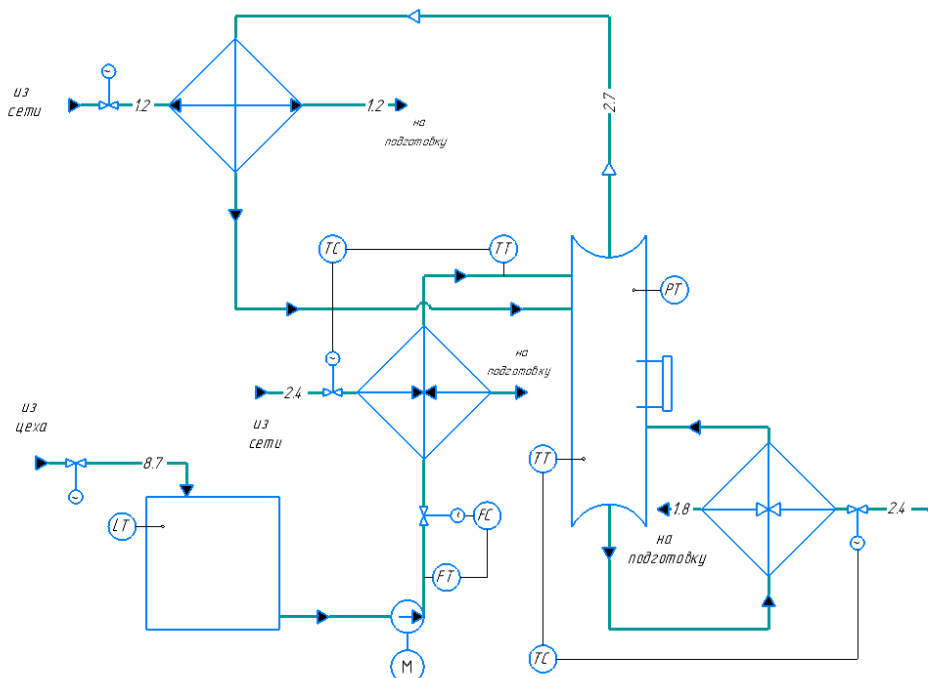 2.7
из
сети
1.2
1.2
на
подготовку
TC
TT
PT
на
подготовку
2.4
из
сети
из
цеха
8.7
TT
LT
FC
1.8
2.4
на
подготовку
FT
M
TC